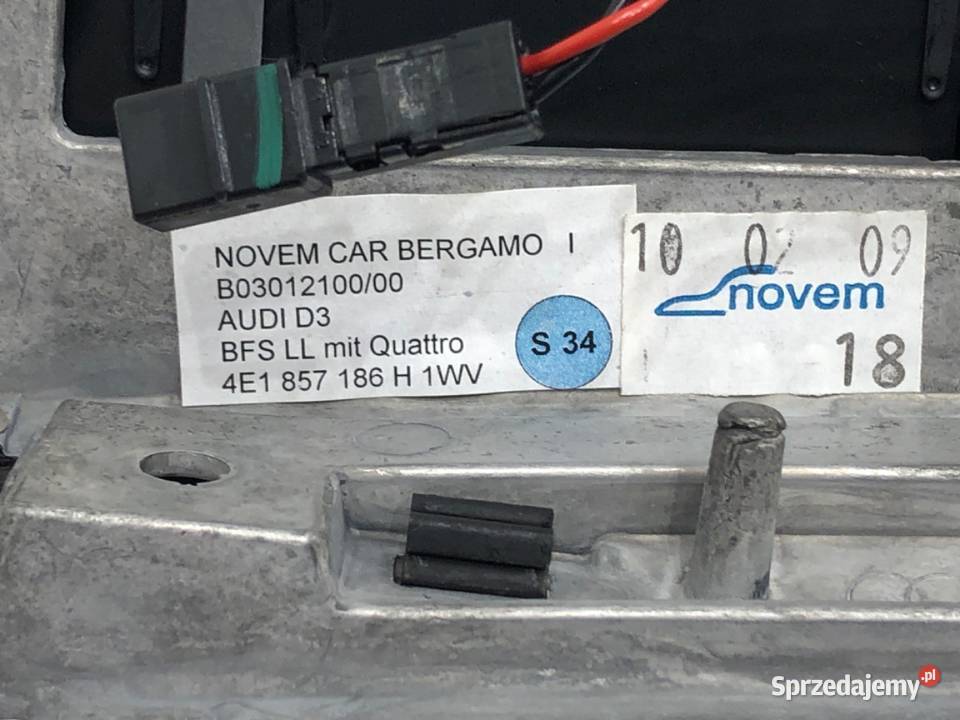 NOVEM CAR BERGAMO I
B03012100/00
AUDI D3
BFS LL mit Quattro
4E1 857 186 H 1WV
S 34
10 02 09
novem
18
Sprzedajemy.pl